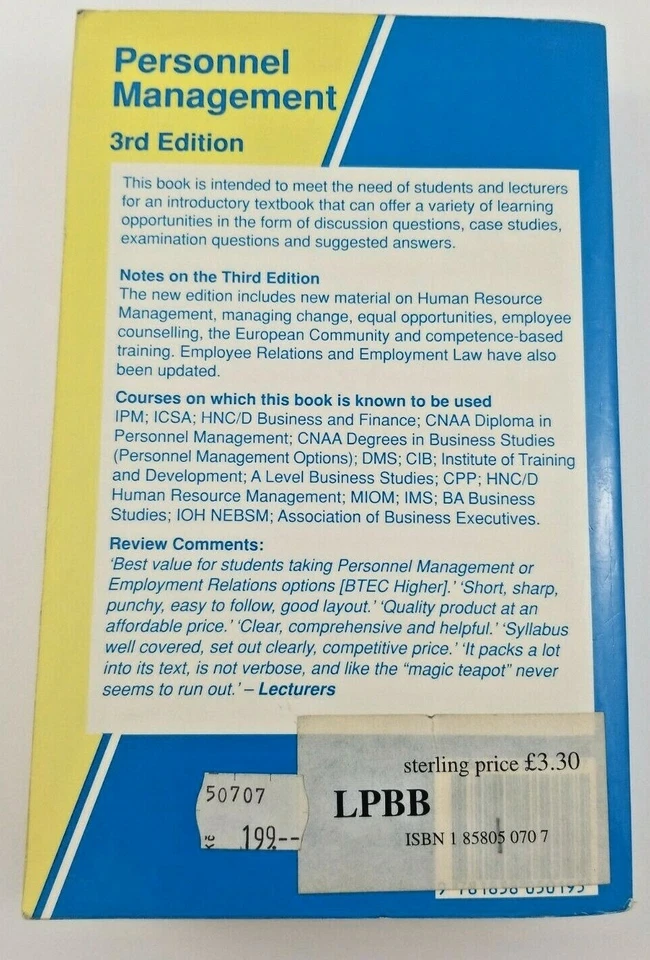 Personnel
Management
3rd Edition
This book is intended to meet the need of students and lecturers
for an introductory textbook that can offer a variety of learning
opportunities in the form of discussion questions, case studies,
examination questions and suggested answers.
Notes on the Third Edition
The new edition includes new material on Human Resource
Management, managing change, equal opportunities, employee
counselling, the European Community and competence-based
training. Employee Relations and Employment Law have also
been updated.
Courses on which this book is known to be used
IPM; ICSA; HNC/D Business and Finance; CNAA Diploma in
Personnel Management; CNAA Degrees in Business Studies
(Personnel Management Options); DMS; CIB; Institute of Training
and Development; A Level Business Studies; CPP; HNC/D
Human Resource Management; MIOM; IMS; BA Business
Studies; IOH NEBSM; Association of Business Executives.
Review Comments:
'Best value for students taking Personnel Management or
Employment Relations options [BTEC Higher].' 'Short, sharp,
punchy, easy to follow, good layout.' 'Quality product at an
affordable price.' 'Clear, comprehensive and helpful.' 'Syllabus
well covered, set out clearly, competitive price.' 'It packs a lot
into its text, is not verbose, and like the "magic teapot" never
seems to run out.' – Lecturers
sterling price £3.30
LPBB
ISBN 1 85805 070 7
50707
199--